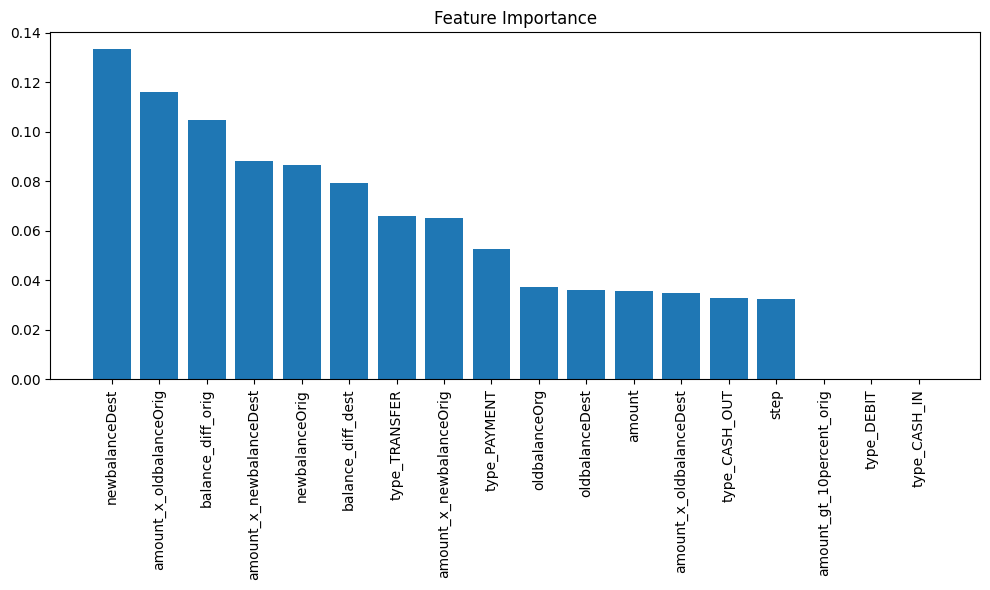 Feature Importance
0.14
0.12
0.10
0.08
0.06
0.04
0.02
0.00
newbalanceDest
amount_x_oldbalanceOrig
balance_diff_orig
amount_x_newbalanceDest
newbalanceOrig
balance_diff_dest
type_TRANSFER
amount_x_newbalanceOrig
type_PAYMENT
oldbalanceOrg
oldbalanceDest
amount
amount_x_oldbalanceDest
type_CASH_OUT
step
amount_gt_10percent_orig
type_DEBIT
type_CASH_IN